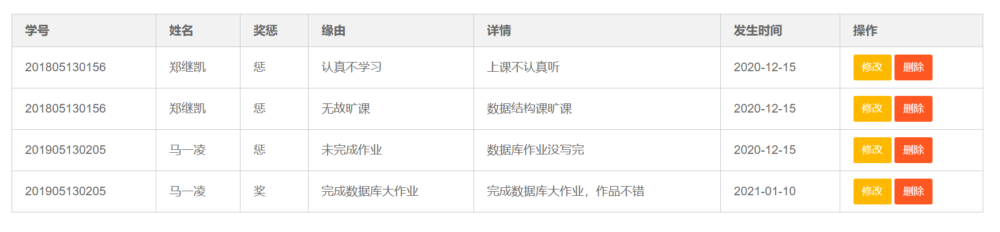 学号 姓名 奖惩 缘由 详情 发生时间 操作
201805130156 郑继凯 惩 认真不学习 上课不认真听 2020-12-15 修改 删除
201805130156 郑继凯 惩 无故旷课 数据结构课旷课 2020-12-15 修改 删除
201905130205 马一凌 惩 未完成作业 数据库作业没写完 2020-12-15 修改 删除
201905130205 马一凌 奖 完成数据库大作业 完成数据库大作业，作品不错 2021-01-10 修改 删除